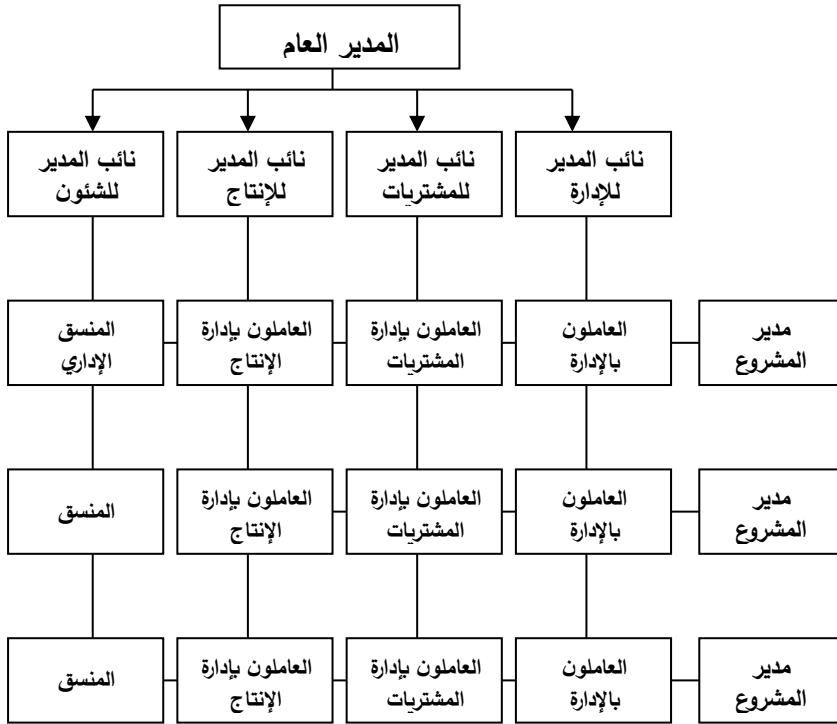 المدير العام
نائب المدير
للإدارة
نائب المدير
للمشتريات
نائب المدير
للإنتاج
نائب المدير
للشئون
مدير
المشروع
العاملون
بالإدارة
العاملون بإدارة
المشتريات
العاملون بإدارة
الإنتاج
المنسق
الإداري
مدير
المشروع
العاملون
بالإدارة
العاملون بإدارة
المشتريات
العاملون بإدارة
الإنتاج
المنسق
مدير
المشروع
العاملون
بالإدارة
العاملون بإدارة
المشتريات
العاملون بإدارة
الإنتاج
المنسق